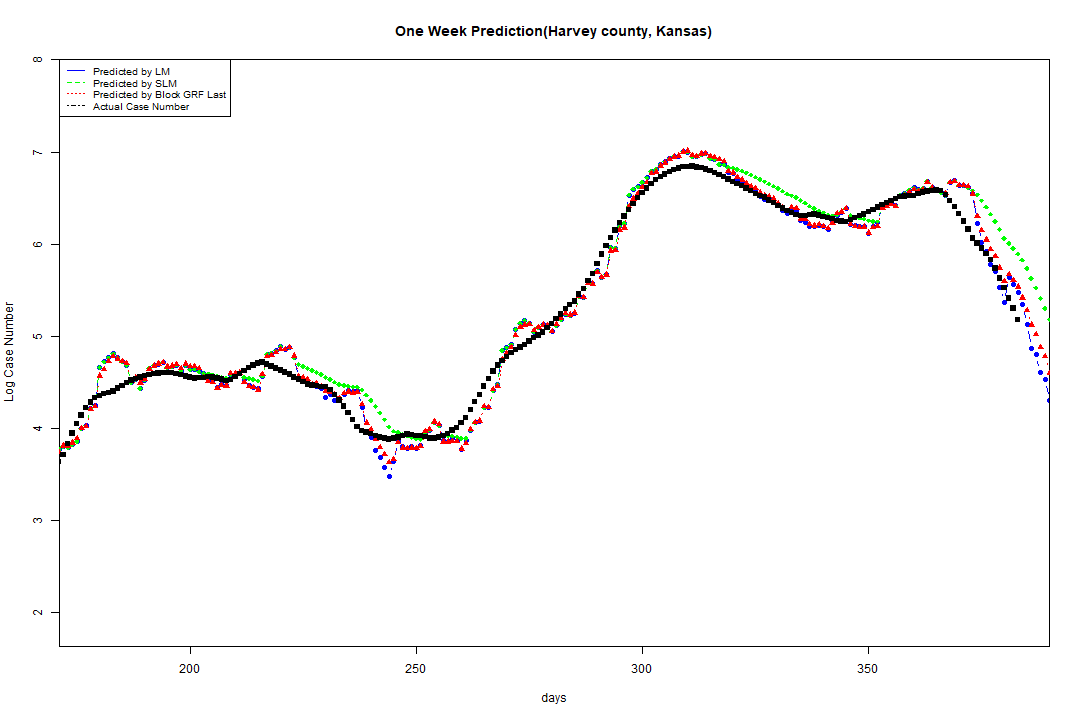 One Week Prediction(Harvey county, Kansas)
Predicted by LM
Predicted by SLM
Predicted by Block GRF Last
Actual Case Number
8
7
6
5
4
3
2
Log Case Number
200
250
300
350
days